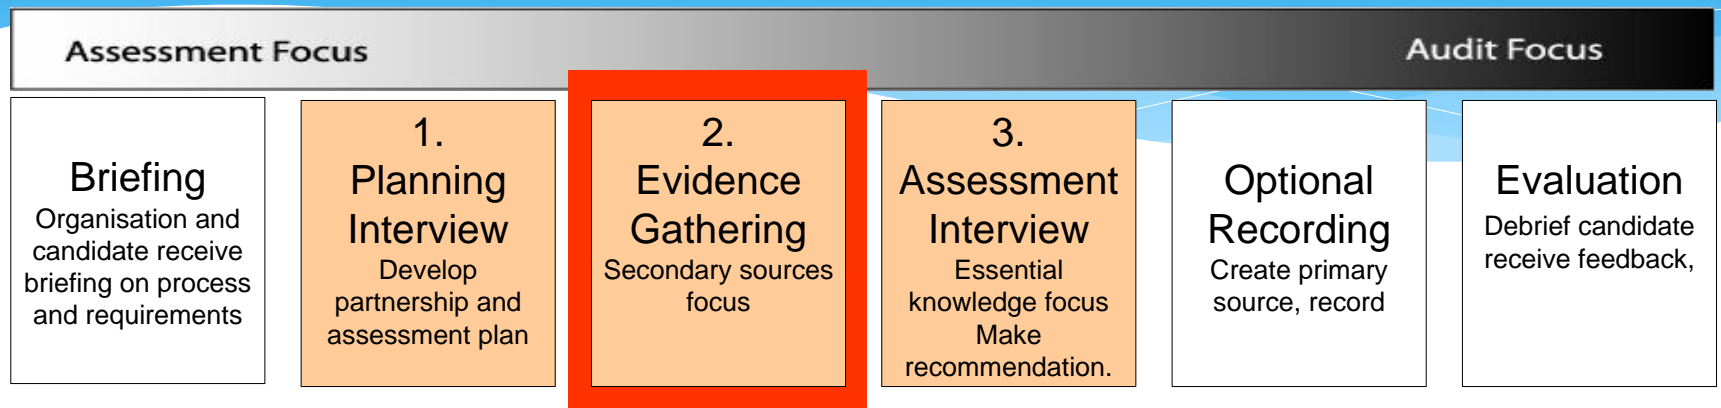 Assessment Focus
Audit Focus
Briefing
Organisation and
candidate receive
briefing on process
and requirements
1.
Planning
Interview
Develop
partnership and
assessment plan
2.
Evidence
Gathering
Secondary sources
focus
3.
Assessment
Interview
Essential
knowledge focus
Make
recommendation.
Optional
Recording
Create primary
source, record
Evaluation
Debrief candidate
receive feedback,